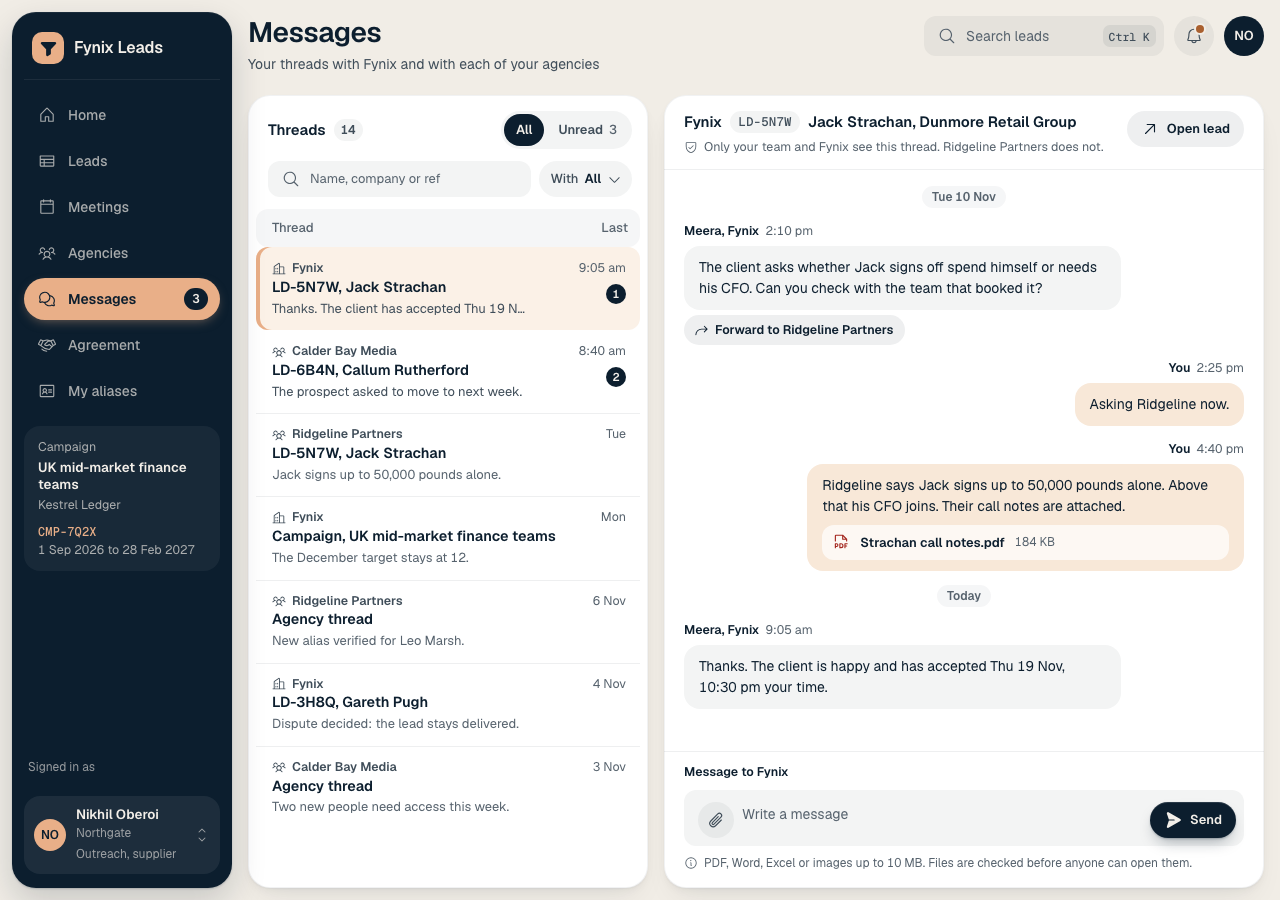 Fynix Leads
Home
Leads
Meetings
Agencies
Messages 3
Agreement
My aliases
Campaign
UK mid-market finance
teams
Kestrel Ledger
CMP-7Q2X
1 Sep 2026 to 28 Feb 2027
Signed in as
NO
Nikhil Oberoi
Northgate
Outreach, supplier
Messages
Your threads with Fynix and with each of your agencies
Search leads Ctrl K
NO
Threads 14
All Unread 3
Name, company or ref
With All
Thread Last
Fynix 9:05 am
LD-5N7W, Jack Strachan 1
Thanks. The client has accepted Thu 19 N…
Calder Bay Media 8:40 am
LD-6B4N, Callum Rutherford 2
The prospect asked to move to next week.
Ridgeline Partners Tue
LD-5N7W, Jack Strachan
Jack signs up to 50,000 pounds alone.
Fynix Mon
Campaign, UK mid-market finance teams
The December target stays at 12.
Ridgeline Partners 6 Nov
Agency thread
New alias verified for Leo Marsh.
Fynix 4 Nov
LD-3H8Q, Gareth Pugh
Dispute decided: the lead stays delivered.
Calder Bay Media 3 Nov
Agency thread
Two new people need access this week.
Fynix LD-5N7W Jack Strachan, Dunmore Retail Group
Only your team and Fynix see this thread. Ridgeline Partners does not.
Open lead
Tue 10 Nov
Meera, Fynix 2:10 pm
The client asks whether Jack signs off spend himself or needs
his CFO. Can you check with the team that booked it?
Forward to Ridgeline Partners
You 2:25 pm
Asking Ridgeline now.
You 4:40 pm
Ridgeline says Jack signs up to 50,000 pounds alone. Above
that his CFO joins. Their call notes are attached.
PDF Strachan call notes.pdf 184 KB
Today
Meera, Fynix 9:05 am
Thanks. The client is happy and has accepted Thu 19 Nov,
10:30 pm your time.
Message to Fynix
Write a message
Send
PDF, Word, Excel or images up to 10 MB. Files are checked before anyone can open them.